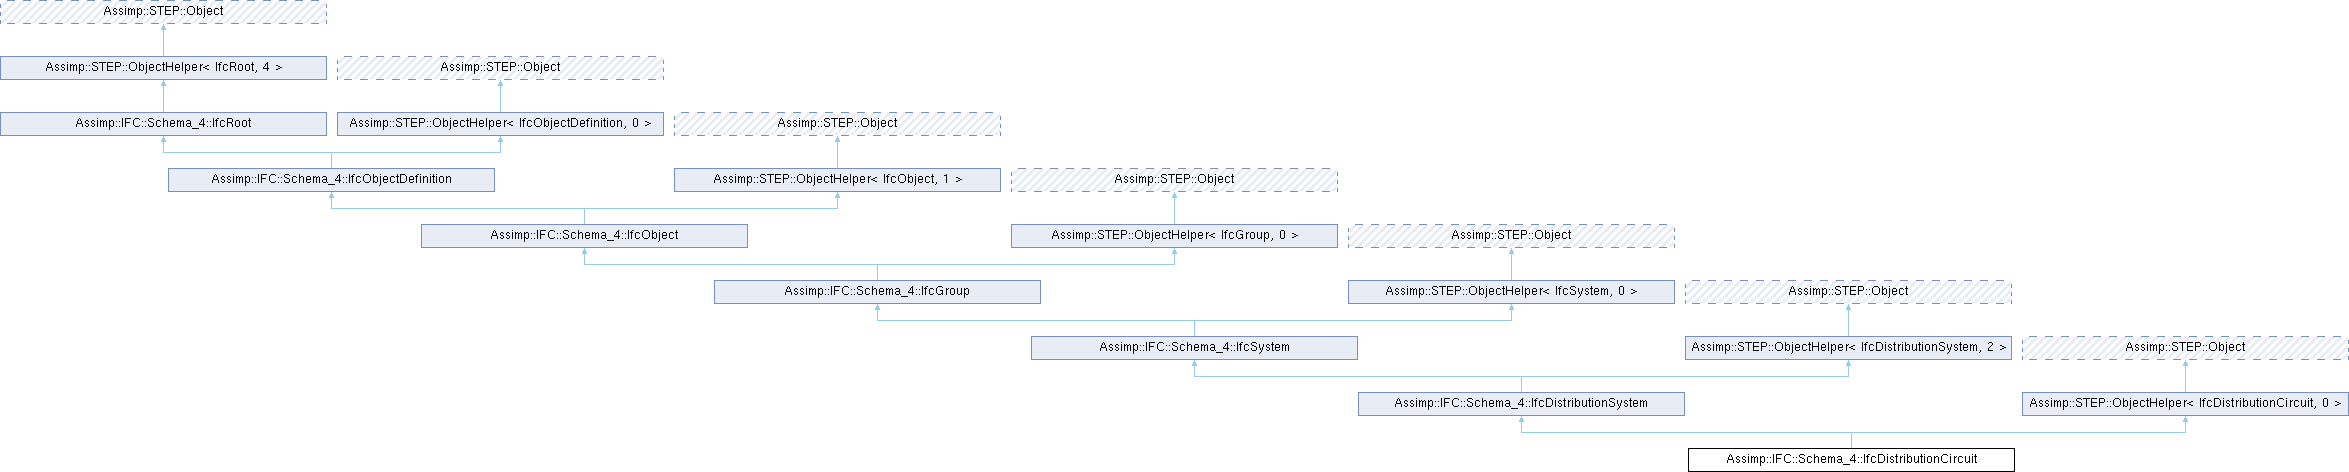 Assimp::STEP::Object
Assimp::STEP::ObjectHelper< IfcRoot, 4 >
Assimp::STEP::Object
Assimp::IFC::Schema_4::IfcRoot
Assimp::STEP::ObjectHelper< IfcObjectDefinition, 0 >
Assimp::STEP::Object
Assimp::IFC::Schema_4::IfcObjectDefinition
Assimp::STEP::ObjectHelper< IfcObject, 1 >
Assimp::STEP::Object
Assimp::IFC::Schema_4::IfcObject
Assimp::STEP::ObjectHelper< IfcGroup, 0 >
Assimp::STEP::Object
Assimp::IFC::Schema_4::IfcGroup
Assimp::STEP::ObjectHelper< IfcSystem, 0 >
Assimp::STEP::Object
Assimp::IFC::Schema_4::IfcSystem
Assimp::STEP::ObjectHelper< IfcDistributionSystem, 2 >
Assimp::STEP::Object
Assimp::IFC::Schema_4::IfcDistributionSystem
Assimp::STEP::ObjectHelper< IfcDistributionCircuit, 0 >
Assimp::IFC::Schema_4::IfcDistributionCircuit